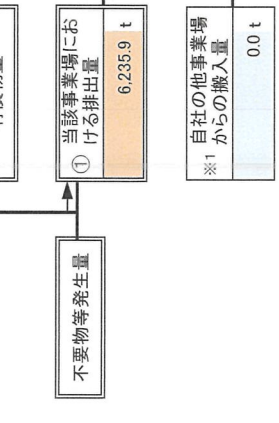 ① 当該事業場にお
ける排出量
6,235.9 t
※1 自社の他事業場
からの搬入量
0.0 t
不要物等発生量